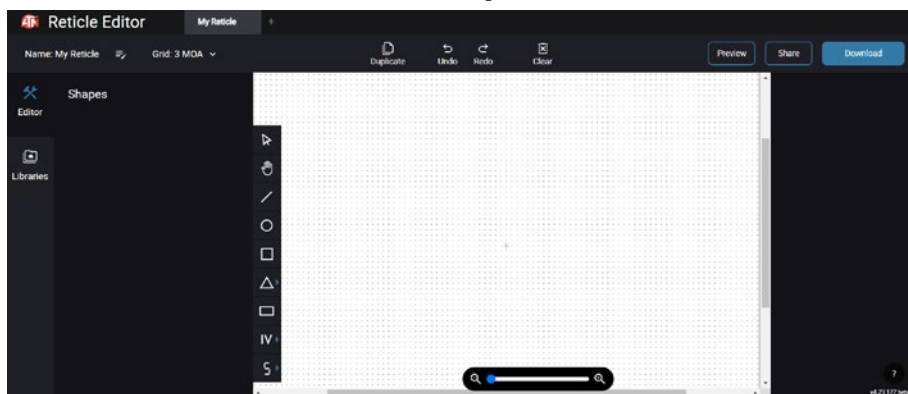 ATN Reticle Editor My Reticle +
Name: My Reticle Grid: 3 MOA Duplicate Undo Redo Clear Preview Share Download
Editor Shapes
Libraries
IV
S
?